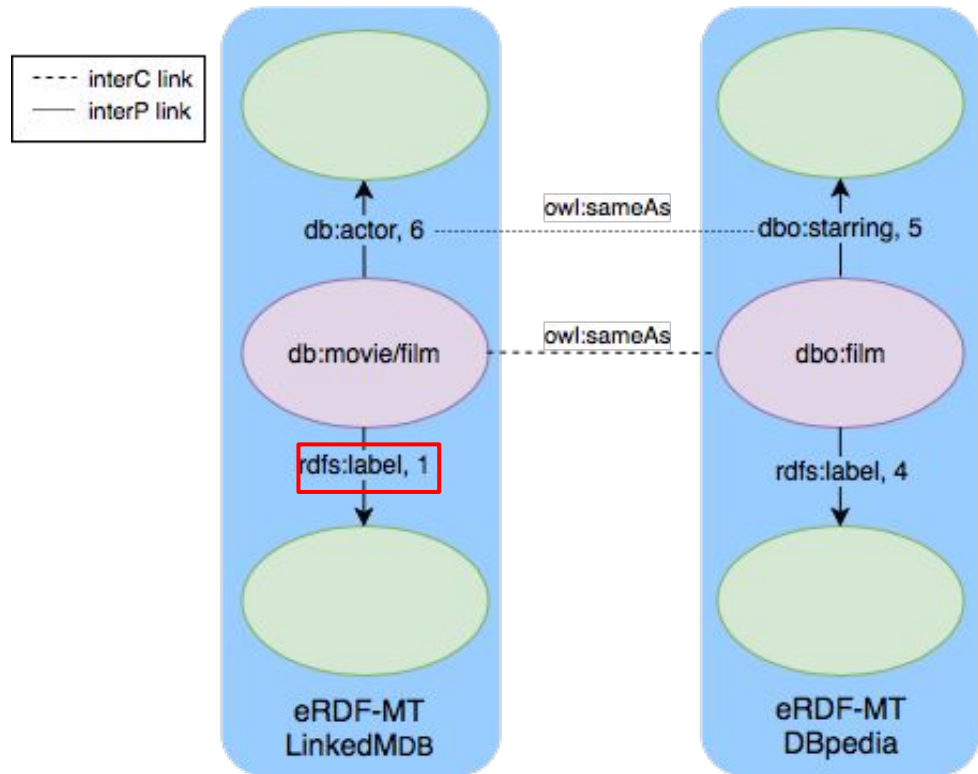 interC link
interP link
owl:sameAs
db:actor, 6
dbo:starring, 5
owl:sameAs
db:movie/film
dbo:film
rdfs:label, 1
rdfs:label, 4
eRDF-MT
LinkedMDB
eRDF-MT
DBpedia